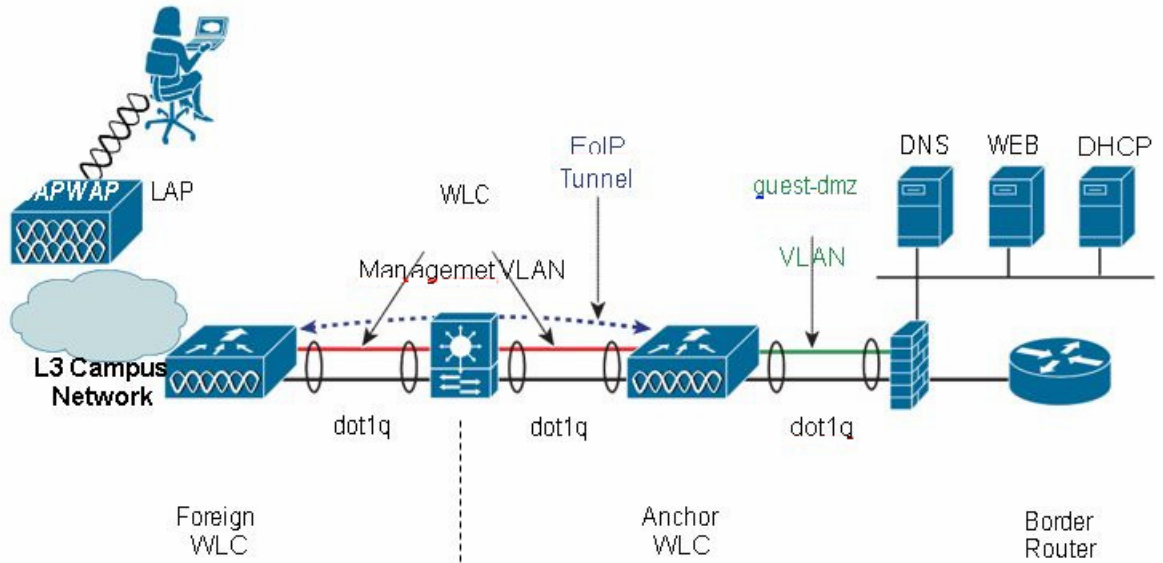 EoIP
Tunnel
DNS
WEB
DHCP
LAP
WLC
guest-dmz
Managemet VLAN
VLAN
L3 Campus
Network
dot1q
dot1q
dot1q
Foreign
WLC
Anchor
WLC
Border
Router